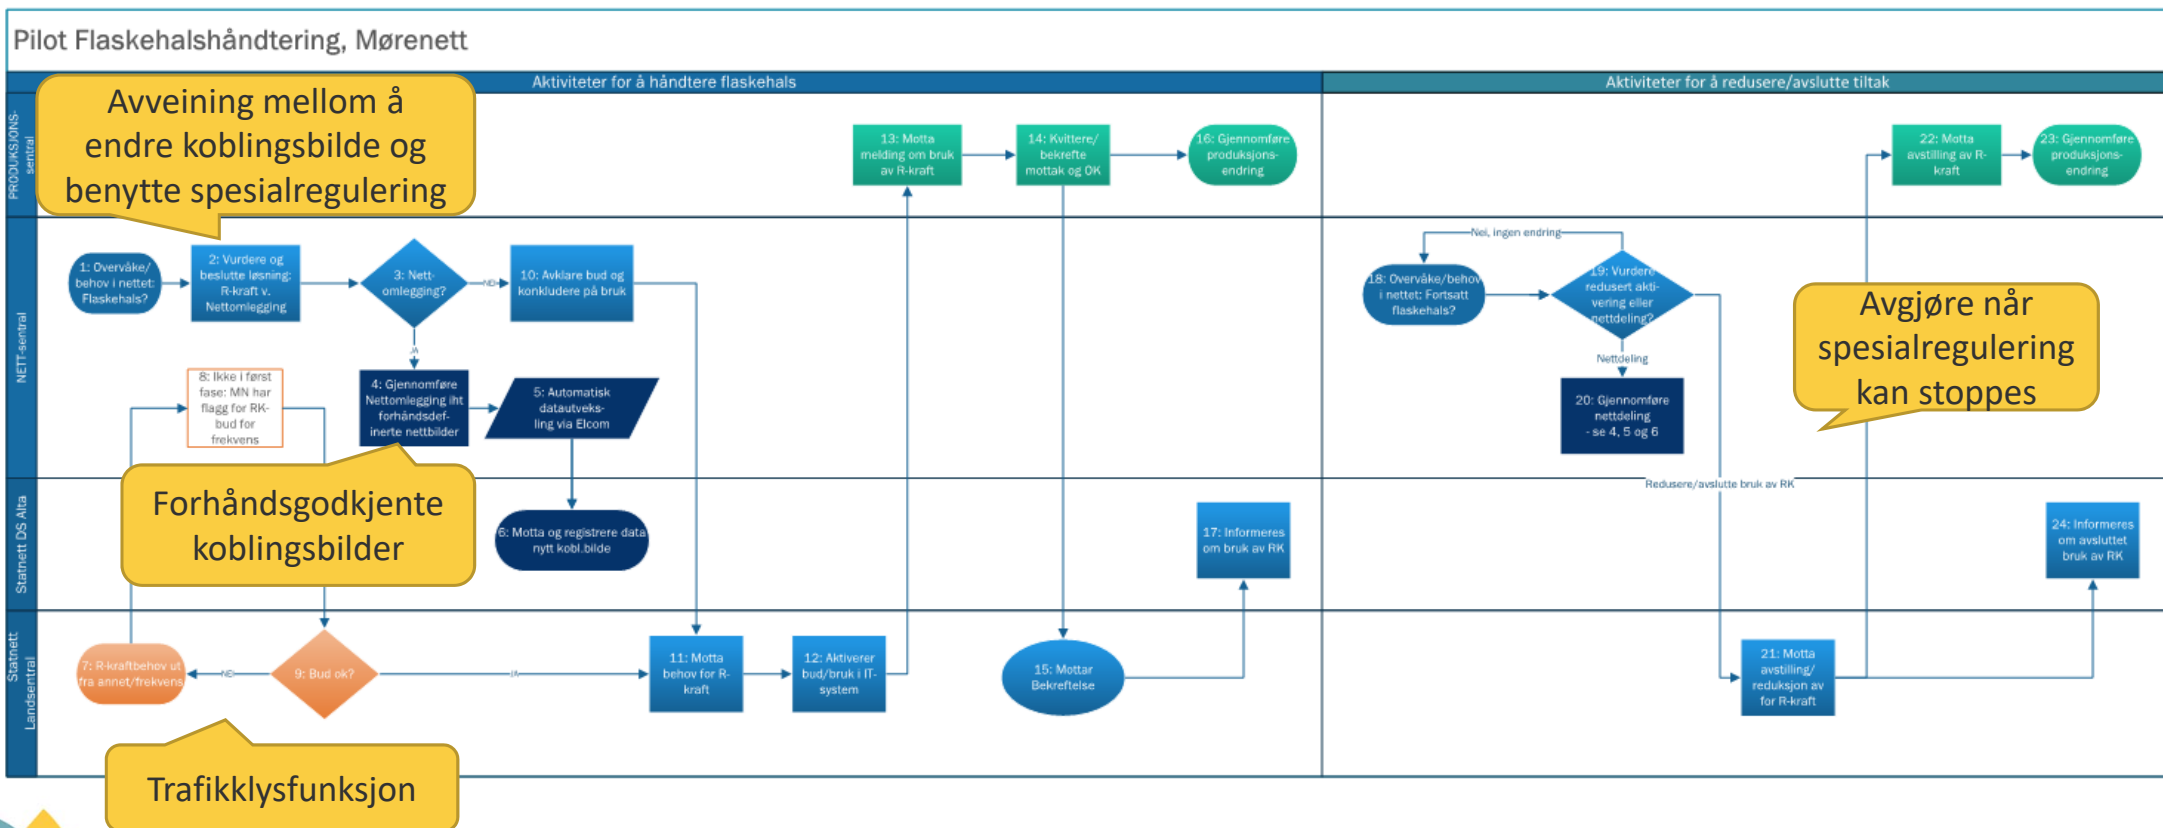 Pilot Flaskehalshåndtering, Mørenett
Aktiviteter for å håndtere flaskehals
Aktiviteter for å redusere/avslutte tiltak
PRODUKSJONS-
sentral
Avveining mellom å
endre koblingsbilde og
benytte spesialregulering
13: Motta
melding om bruk
av R-kraft
14: Kvittere/
bekrefte
mottak og OK
16: Gjennomføre
produksjons-
endring
22: Motta
avstilling av R-
kraft
23: Gjennomføre
produksjons-
endring
NETT-sentral
1: Overvåke/
behov i nettet:
Flaskehals?
2: Vurdere og
beslutte løsning:
R-kraft v.
Nettomlegging
3: Nett-
omlegging?
NEI
JA
10: Avklare bud og
konkludere på bruk
8: Ikke i først
fase: MN har
flagg for RK-
bud for
frekvens
4: Gjennomføre
Nettomlegging iht
forhåndsdef-
inerte nettbilder
5: Automatisk
datautveks-
ling via Elcom
Nei, ingen endring
18: Overvåke/behov
i nettet: Fortsatt
flaskehals?
19: Vurdere
redusert akti-
vering eller
nettdeling?
Nettdeling
20: Gjennomføre
nettdeling
- se 4, 5 og 6
Avgjøre når
spesialregulering
kan stoppes
Forhåndsgodkjente
koblingsbilder
Statnett DS Alta
6: Motta og registrere data
nytt kobl.bilde
17: Informeres
om bruk av RK
Redusere/avslutte bruk av RK
24: Informeres
om avsluttet
bruk av RK
Statnett
Landsentral
7: R-kraftbehov ut
fra annet/frekvens
NEI
9: Bud ok?
JA
11: Motta
behov for R-
kraft
12: Aktiverer
bud/bruk i IT-
system
15: Mottar
Bekreftelse
21: Motta
avstilling/
reduksjon av
for R-kraft
Trafikklysfunksjon